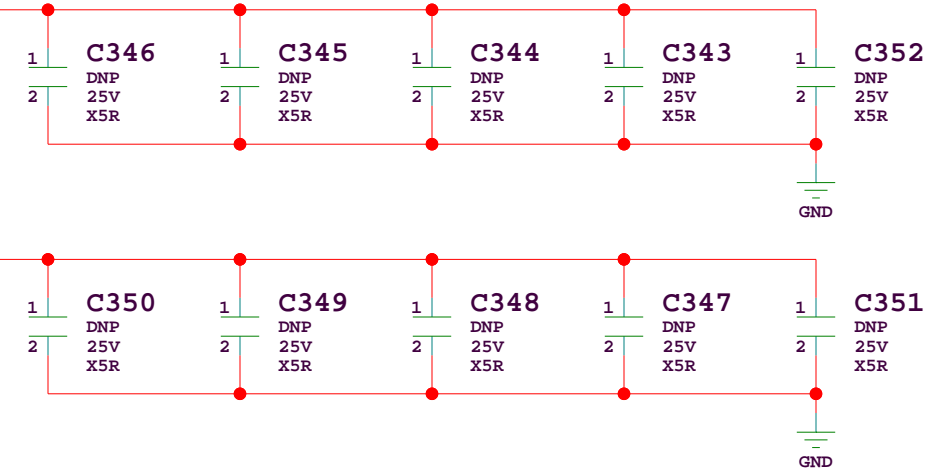 1 C346 1 C345 1 C344 1 C343 1 C352
DNP DNP DNP DNP DNP
2 25V 2 25V 2 25V 2 25V 2 25V
X5R X5R X5R X5R X5R
GND
1 C350 1 C349 1 C348 1 C347 1 C351
DNP DNP DNP DNP DNP
2 25V 2 25V 2 25V 2 25V 2 25V
X5R X5R X5R X5R X5R
GND